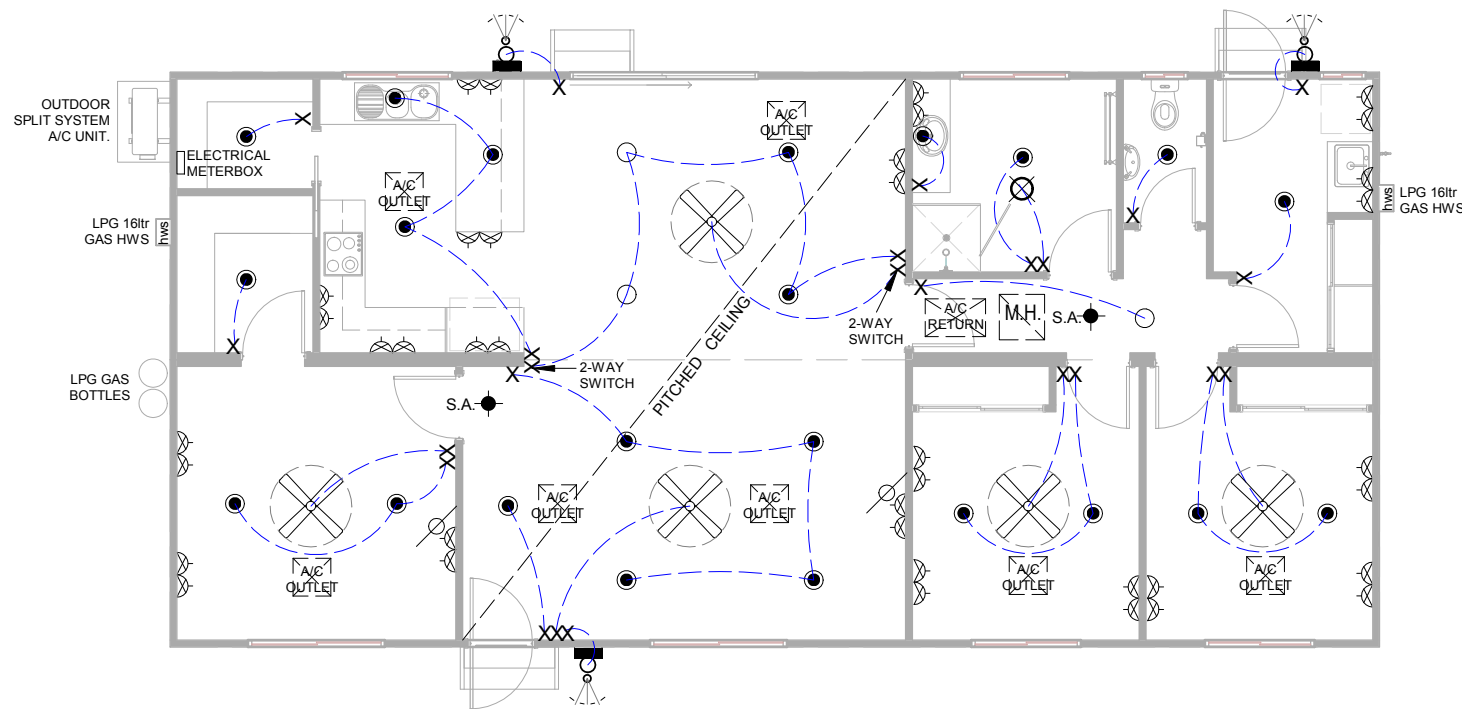 OUTDOOR
SPLIT SYSTEM
A/C UNIT.
ELECTRICAL
METERBOX
A/C
OUTLET
A/C
OUTLET
LPG 16ltr
GAS HWS
hws
hws
LPG 16ltr
GAS HWS
2-WAY
SWITCH
A/C
RETURN
M.H.
S.A.
PITCHED CEILING
2-WAY
SWITCH
LPG GAS
BOTTLES
S.A.
A/C
OUTLET
A/C
OUTLET
A/C
OUTLET
A/C
OUTLET
A/C
OUTLET